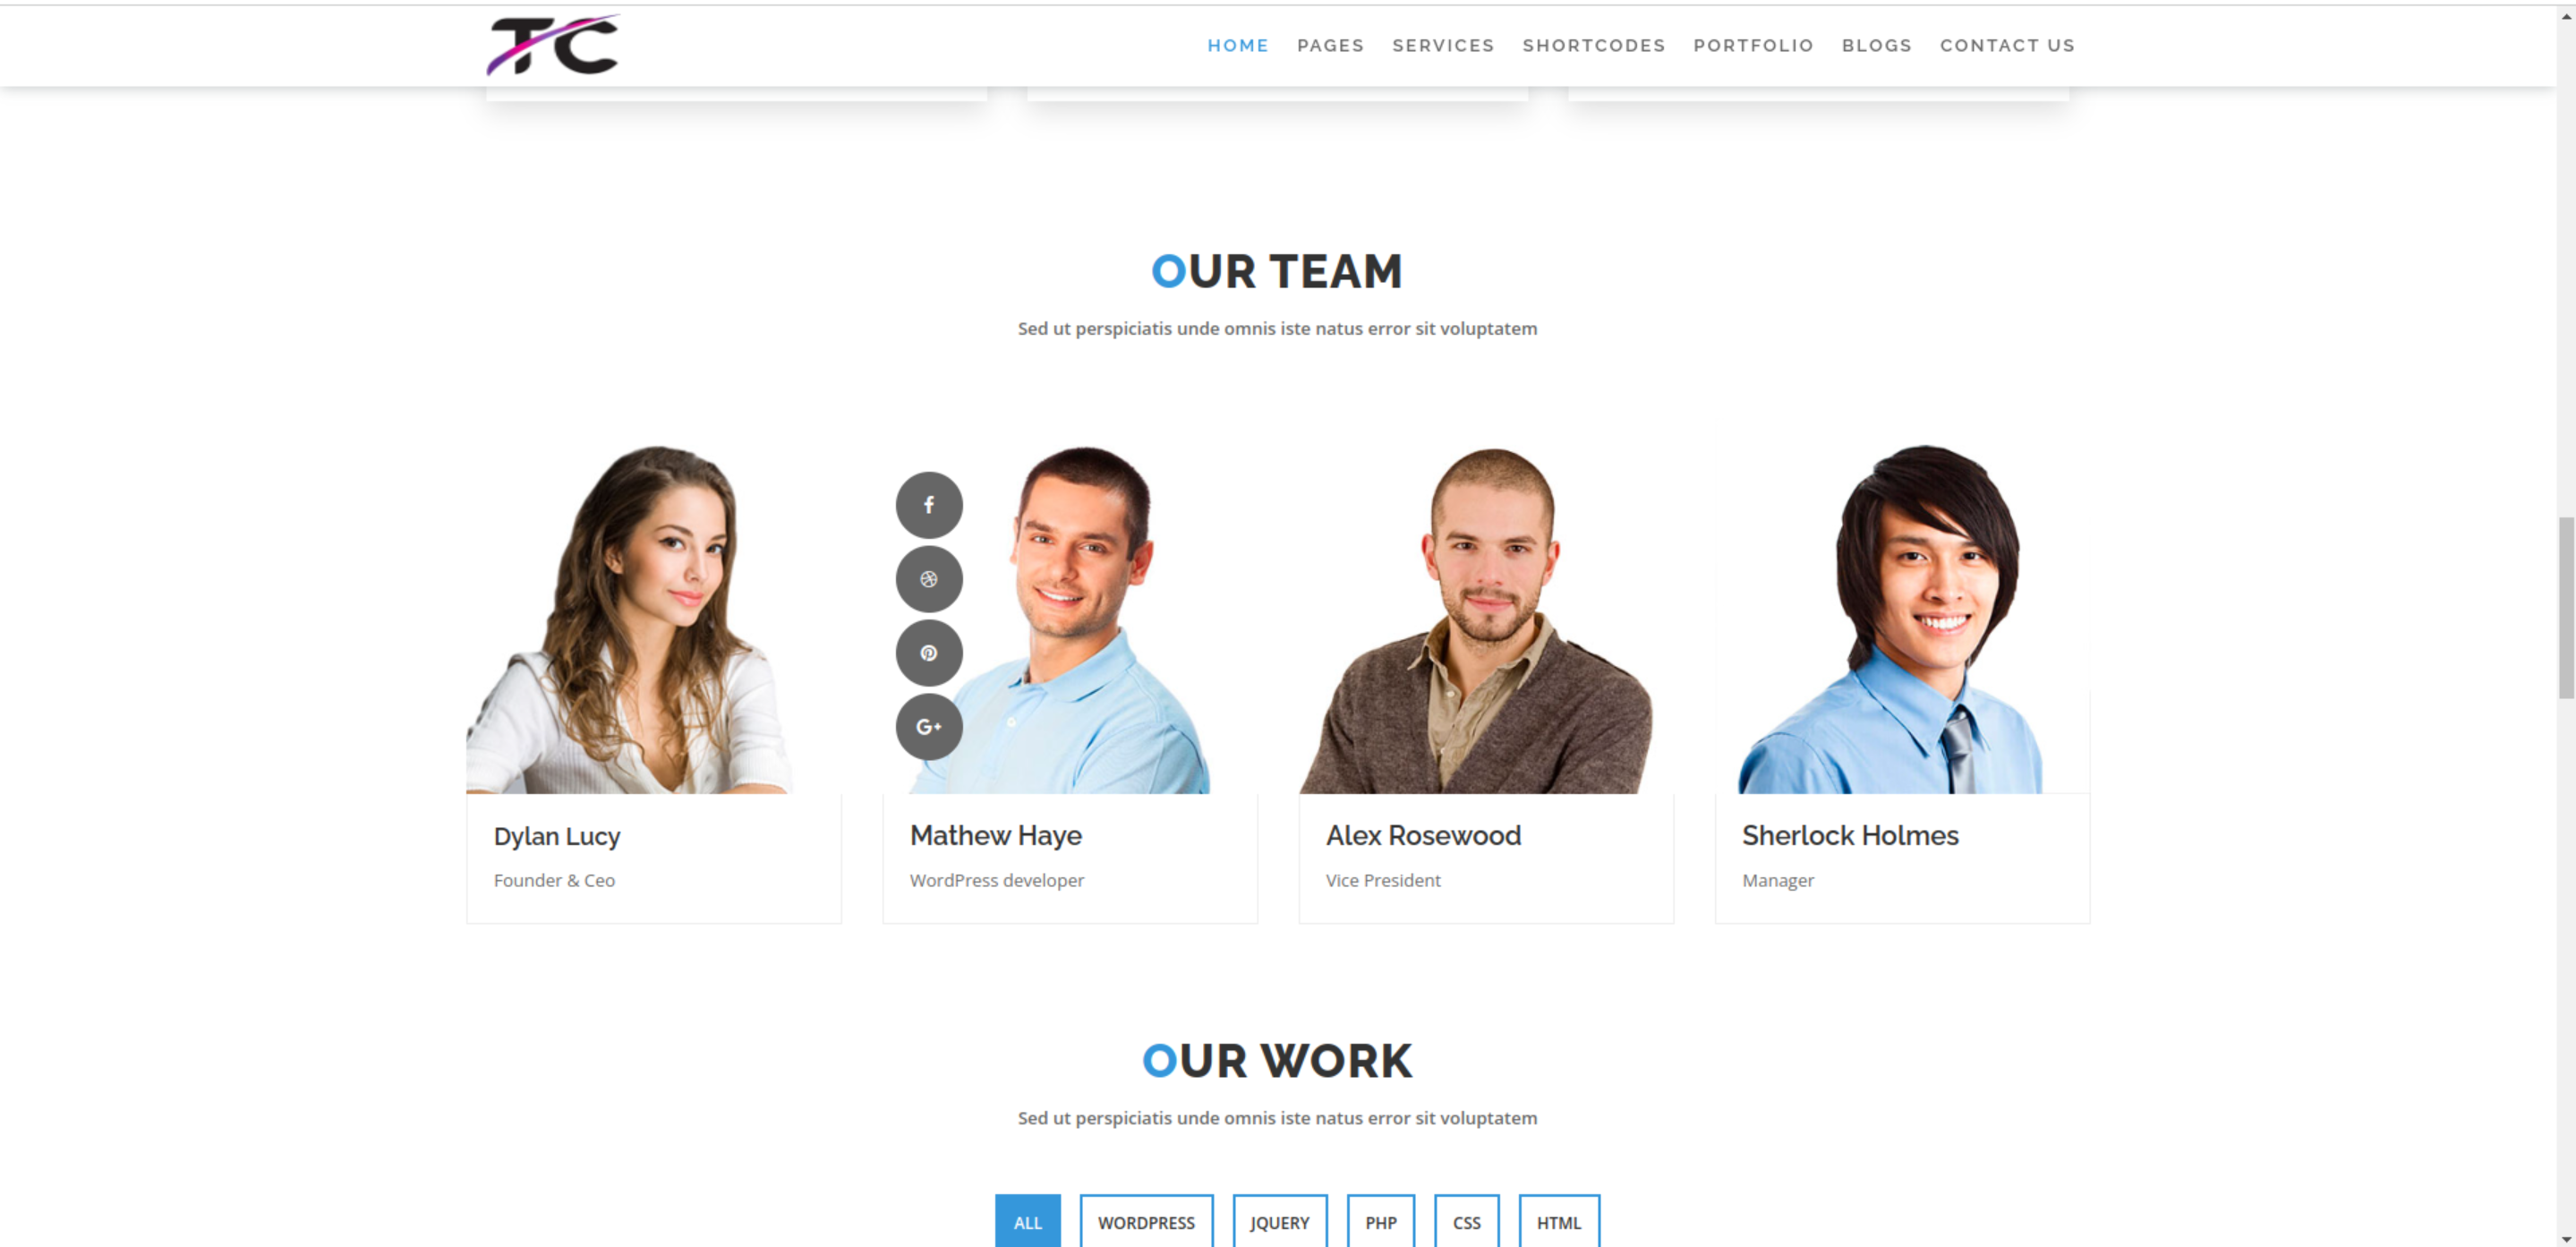 TC
HOME PAGES SERVICES SHORTCODES PORTFOLIO BLOGS CONTACT US
OUR TEAM
Sed ut perspiciatis unde omnis iste natus error sit voluptatem
G+
Dylan Lucy
Founder & Ceo
Mathew Haye
WordPress developer
Alex Rosewood
Vice President
Sherlock Holmes
Manager
OUR WORK
Sed ut perspiciatis unde omnis iste natus error sit voluptatem
ALL WORDPRESS JQUERY PHP CSS HTML